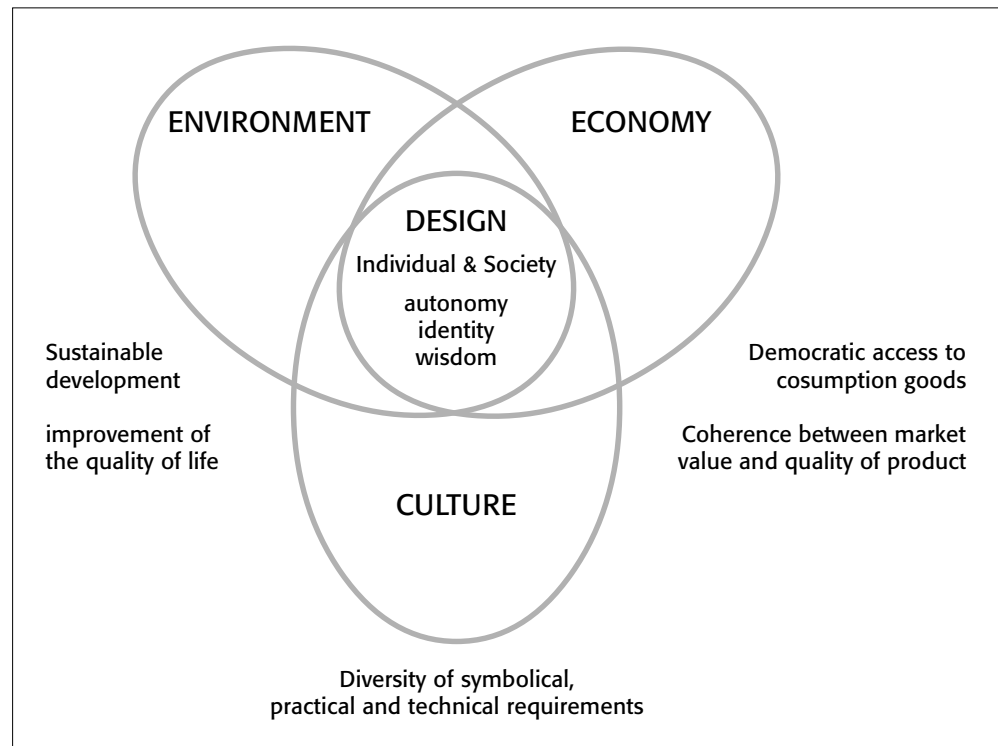 ENVIRONMENT
ECONOMY
DESIGN
Individual & Society
autonomy
identity
wisdom
Sustainable
development
improvement of
the quality of life
Democratic access to
cosumption goods
Coherence between market
value and quality of product
CULTURE
Diversity of symbolical,
practical and technical requirements